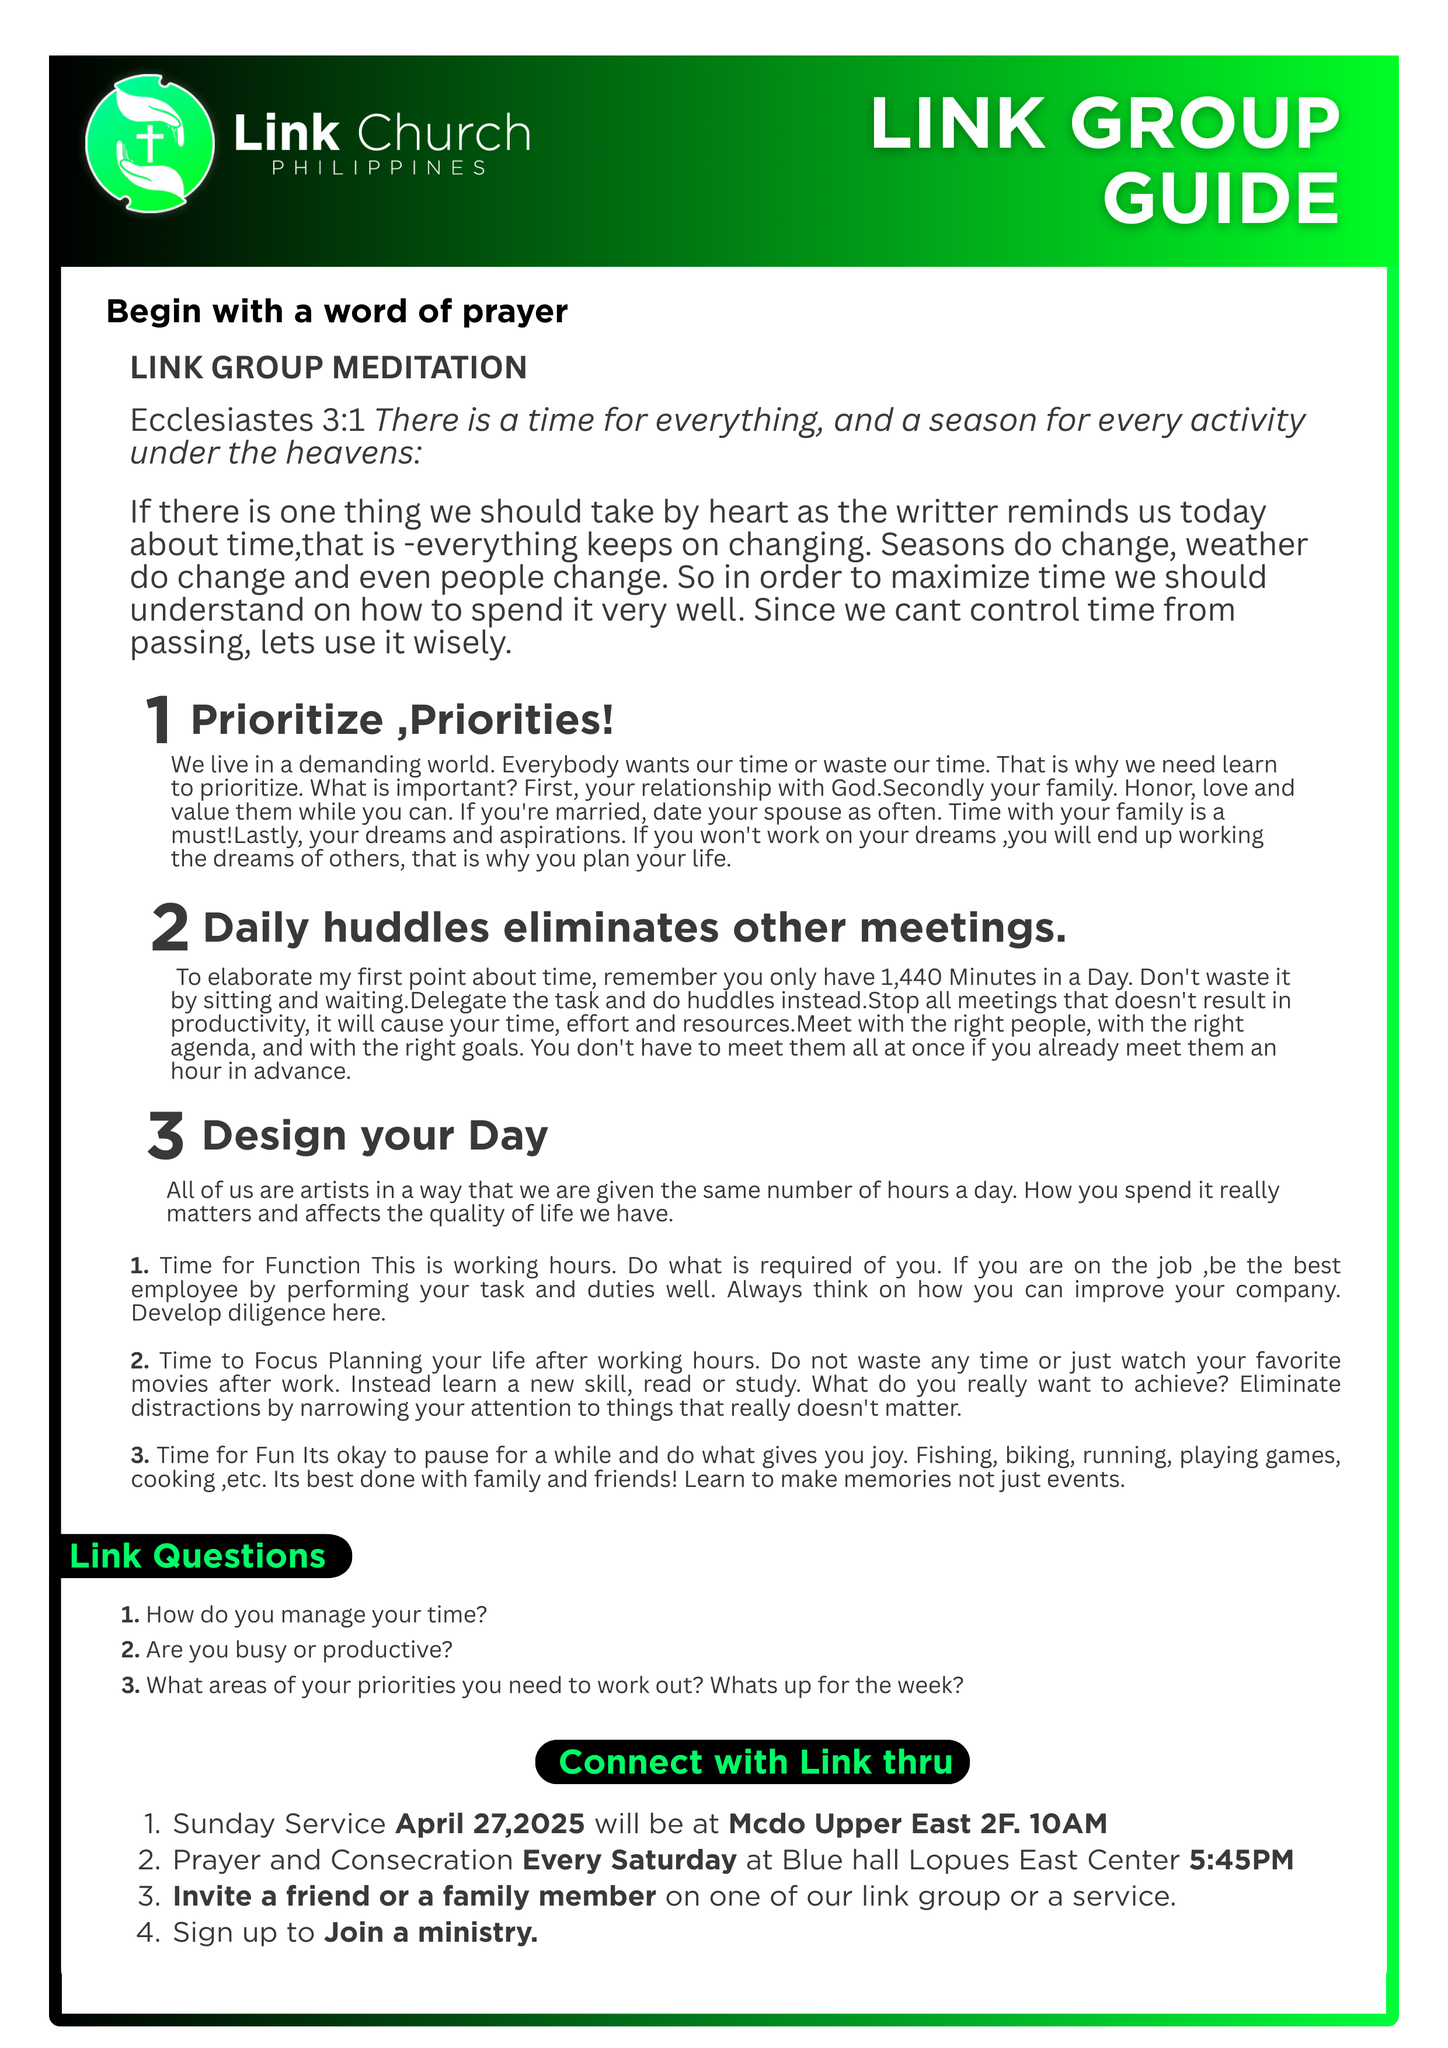 Link Church
PHILIPPINES
LINK GROUP
GUIDE
Begin with a word of prayer
LINK GROUP MEDITATION
Ecclesiastes 3:1 There is a time for everything, and a season for every activity
under the heavens:
If there is one thing we should take by heart as the writter reminds us today
about time,that is -everything keeps on changing. Seasons do change, weather
do change and even people change. So in order to maximize time we should
understand on how to spend it very well. Since we cant control time from
passing, lets use it wisely.
1 Prioritize ,Priorities!
We live in a demanding world. Everybody wants our time or waste our time. That is why we need learn
to prioritize. What is important? First, your relationship with God.Secondly your family. Honor, love and
value them while you can. If you're married, date your spouse as often. Time with your family is a
must!Lastly, your dreams and aspirations. If you won't work on your dreams ,you will end up working
the dreams of others, that is why you plan your life.
2 Daily huddles eliminates other meetings.
To elaborate my first point about time, remember you only have 1,440 Minutes in a Day. Don't waste it
by sitting and waiting.Delegate the task and do huddles instead.Stop all meetings that doesn't result in
productivity, it will cause your time, effort and resources.Meet with the right people, with the right
agenda, and with the right goals. You don't have to meet them all at once if you already meet them an
hour in advance.
3 Design your Day
All of us are artists in a way that we are given the same number of hours a day. How you spend it really
matters and affects the quality of life we have.
1. Time for Function This is working hours. Do what is required of you. If you are on the job ,be the best
employee by performing your task and duties well. Always think on how you can improve your company.
Develop diligence here.
2. Time to Focus Planning your life after working hours. Do not waste any time or just watch your favorite
movies after work. Instead learn a new skill, read or study. What do you really want to achieve? Eliminate
distractions by narrowing your attention to things that really doesn't matter.
3. Time for Fun Its okay to pause for a while and do what gives you joy. Fishing, biking, running, playing games,
cooking ,etc. Its best done with family and friends! Learn to make memories not just events.
Link Questions
1. How do you manage your time?
2. Are you busy or productive?
3. What areas of your priorities you need to work out? Whats up for the week?
Connect with Link thru
1. Sunday Service April 27,2025 will be at Mcdo Upper East 2F. 10AM
2. Prayer and Consecration Every Saturday at Blue hall Lopues East Center 5:45PM
3. Invite a friend or a family member on one of our link group or a service.
4. Sign up to Join a ministry.